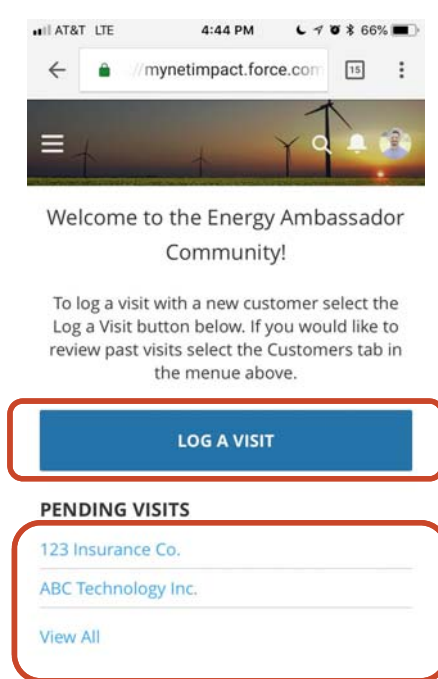 AT&T LTE 4:44 PM 66%
//mynetimpact.force.com 15
Welcome to the Energy Ambassador
Community!
To log a visit with a new customer select the
Log a Visit button below. If you would like to
review past visits select the Customers tab in
the menue above.
LOG A VISIT
PENDING VISITS
123 Insurance Co.
ABC Technology Inc.
View All